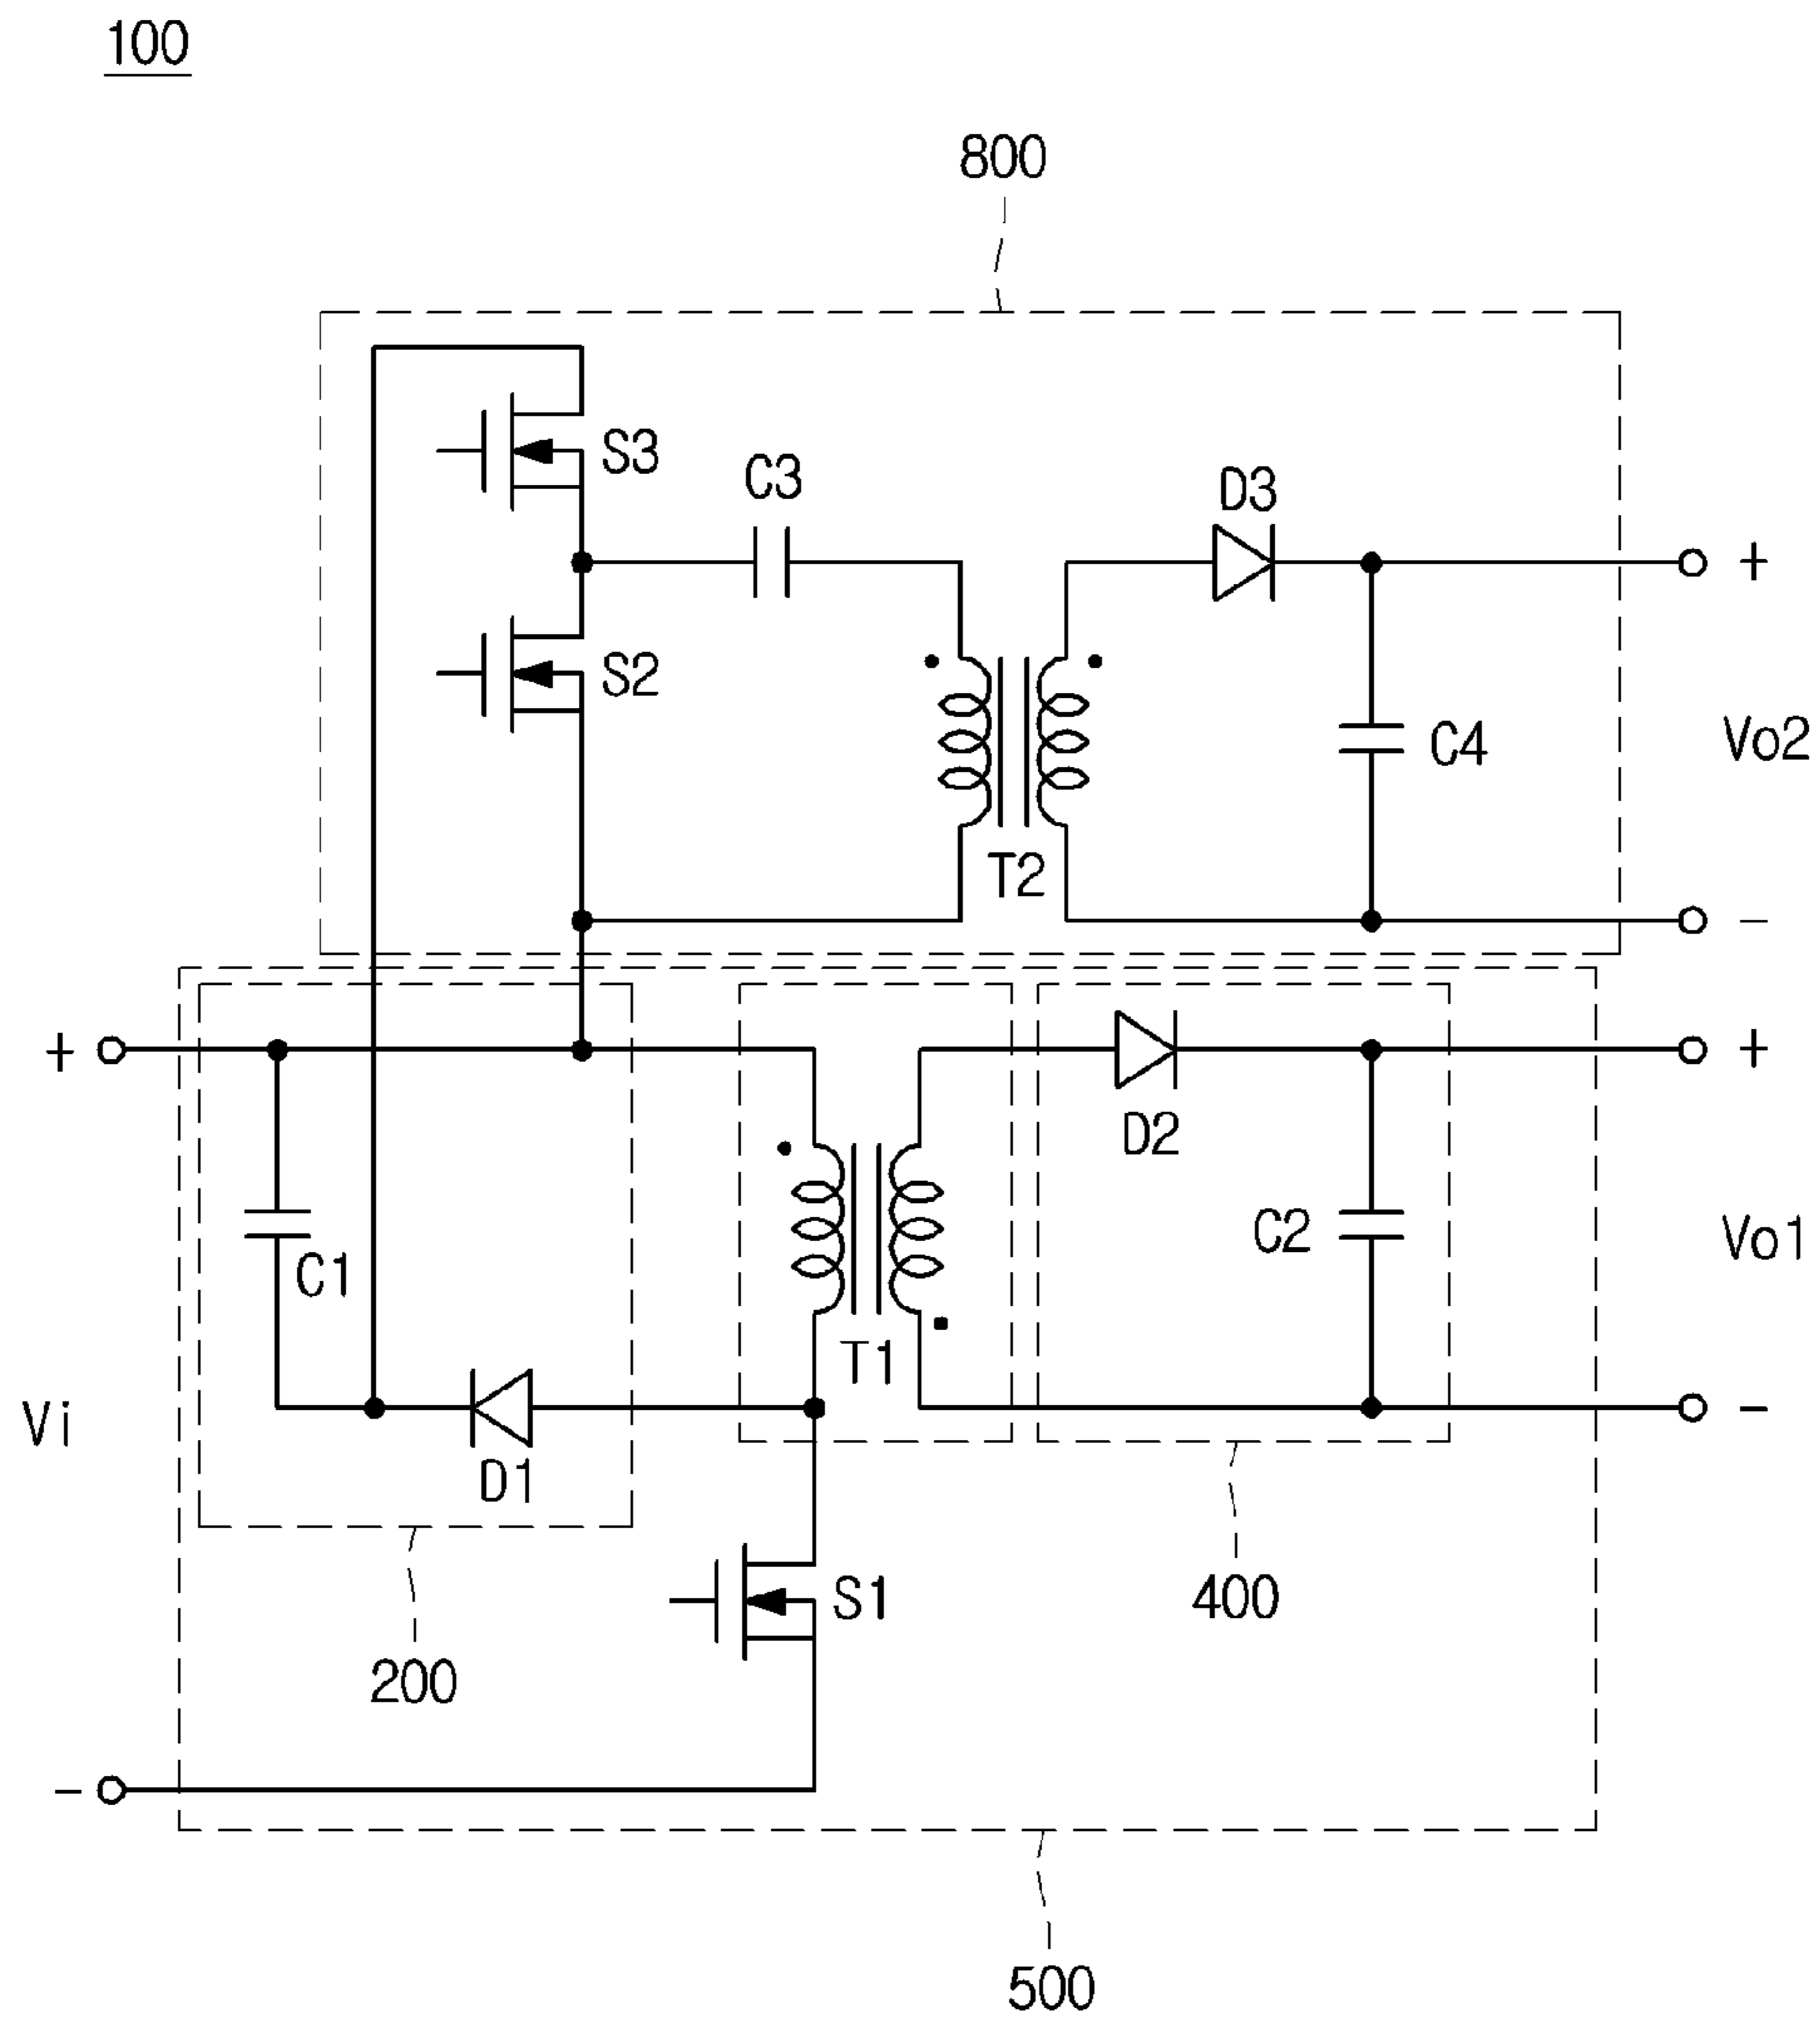 100
800
S3
C3
D3
S2
+
C4
Vo2
T2
-
+
+
D2
C1
C2
Vo1
T1
-
Vi
D1
S1
400
200
-
500